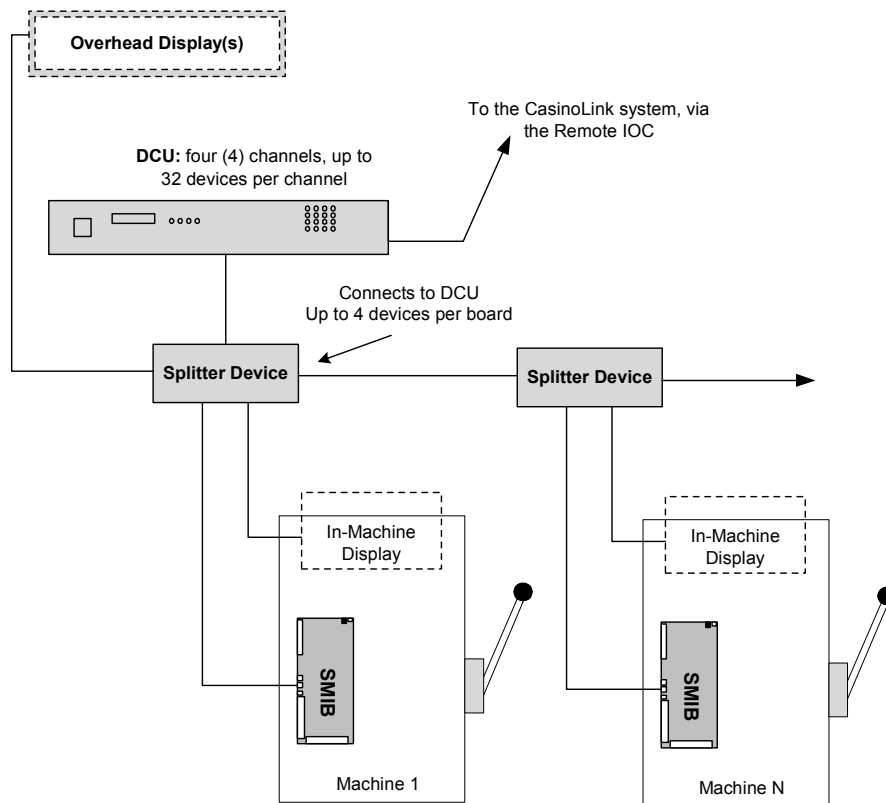 Overhead Display(s)
To the CasinoLink system, via
the Remote IOC
DCU: four (4) channels, up to
32 devices per channel
Connects to DCU
Up to 4 devices per board
Splitter Device
Splitter Device
In-Machine
Display
In-Machine
Display
SMIB
SMIB
Machine 1
Machine N